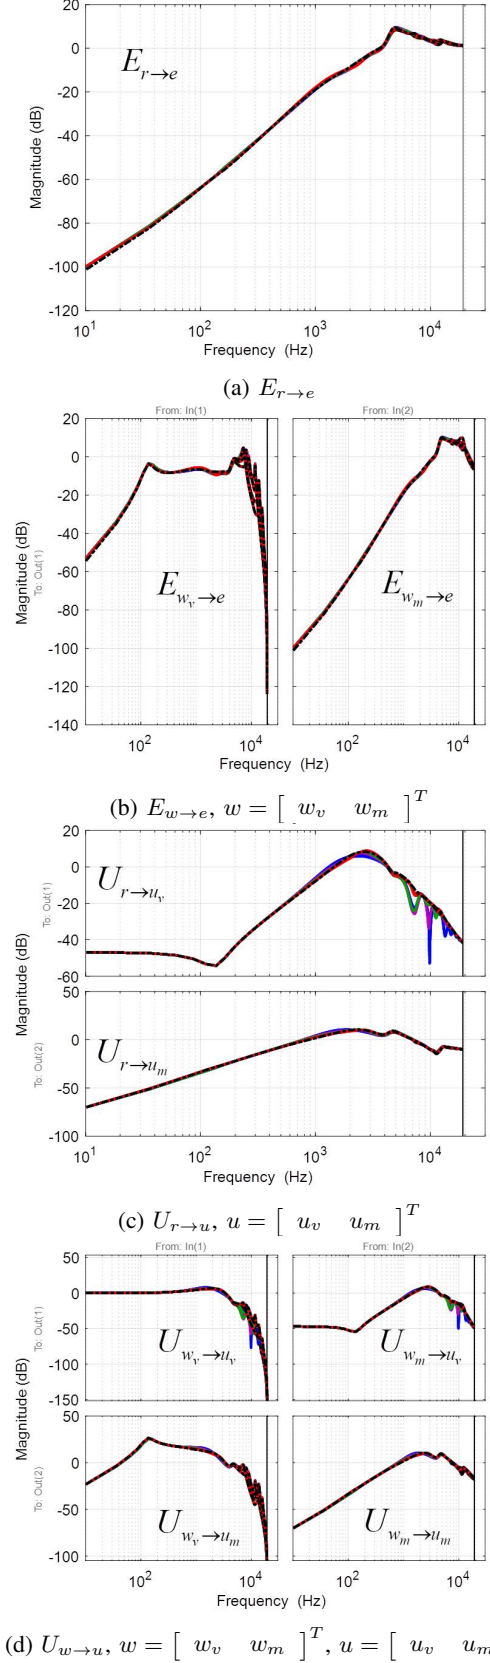 20
0
-20
-40
-60
-80
-100
-120
Magnitude (dB)
E_{r→e}
10^1 10^2 10^3 10^4
Frequency (Hz)
(a) E_{r→e}
From: In(1) From: In(2)
20
0
-20
-40
-60
-80
-100
-120
-140
Magnitude (dB)
To: Out(1)
E_{w_v→e} E_{w_m→e}
10^2 10^4 10^2 10^4
Frequency (Hz)
(b) E_{w→e}, w = [ w_v w_m ]^T
20
0
-20
-40
-60
To: Out(1)
U_{r→u_v}
Magnitude (dB)
50
0
-50
-100
To: Out(2)
U_{r→u_m}
10^1 10^2 10^3 10^4
Frequency (Hz)
(c) U_{r→u}, u = [ u_v u_m ]^T
From: In(1) From: In(2)
50
0
-50
-100
-150
To: Out(1)
U_{w_v→u_v} U_{w_m→u_v}
Magnitude (dB)
50
0
-50
-100
To: Out(2)
U_{w_v→u_m} U_{w_m→u_m}
10^2 10^4 10^2 10^4
Frequency (Hz)
(d) U_{w→u}, w = [ w_v w_m ]^T, u = [ u_v u_m